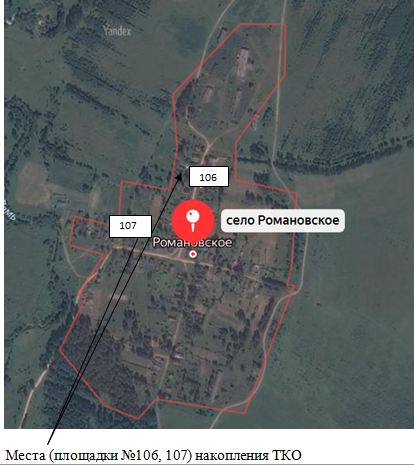 Yandex
106
село Романовское
107
Романовское
Места (площадки №106, 107) накопления ТКО